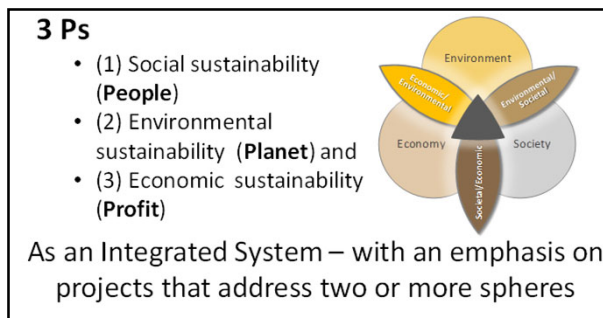 3 Ps
• (1) Social sustainability
(People)
• (2) Environmental
sustainability (Planet) and
• (3) Economic sustainability
(Profit)
Environment
Economic/
Environmental
Environmental/
Societal
Economy
Society
Societal/Economic
As an Integrated System – with an emphasis on
projects that address two or more spheres